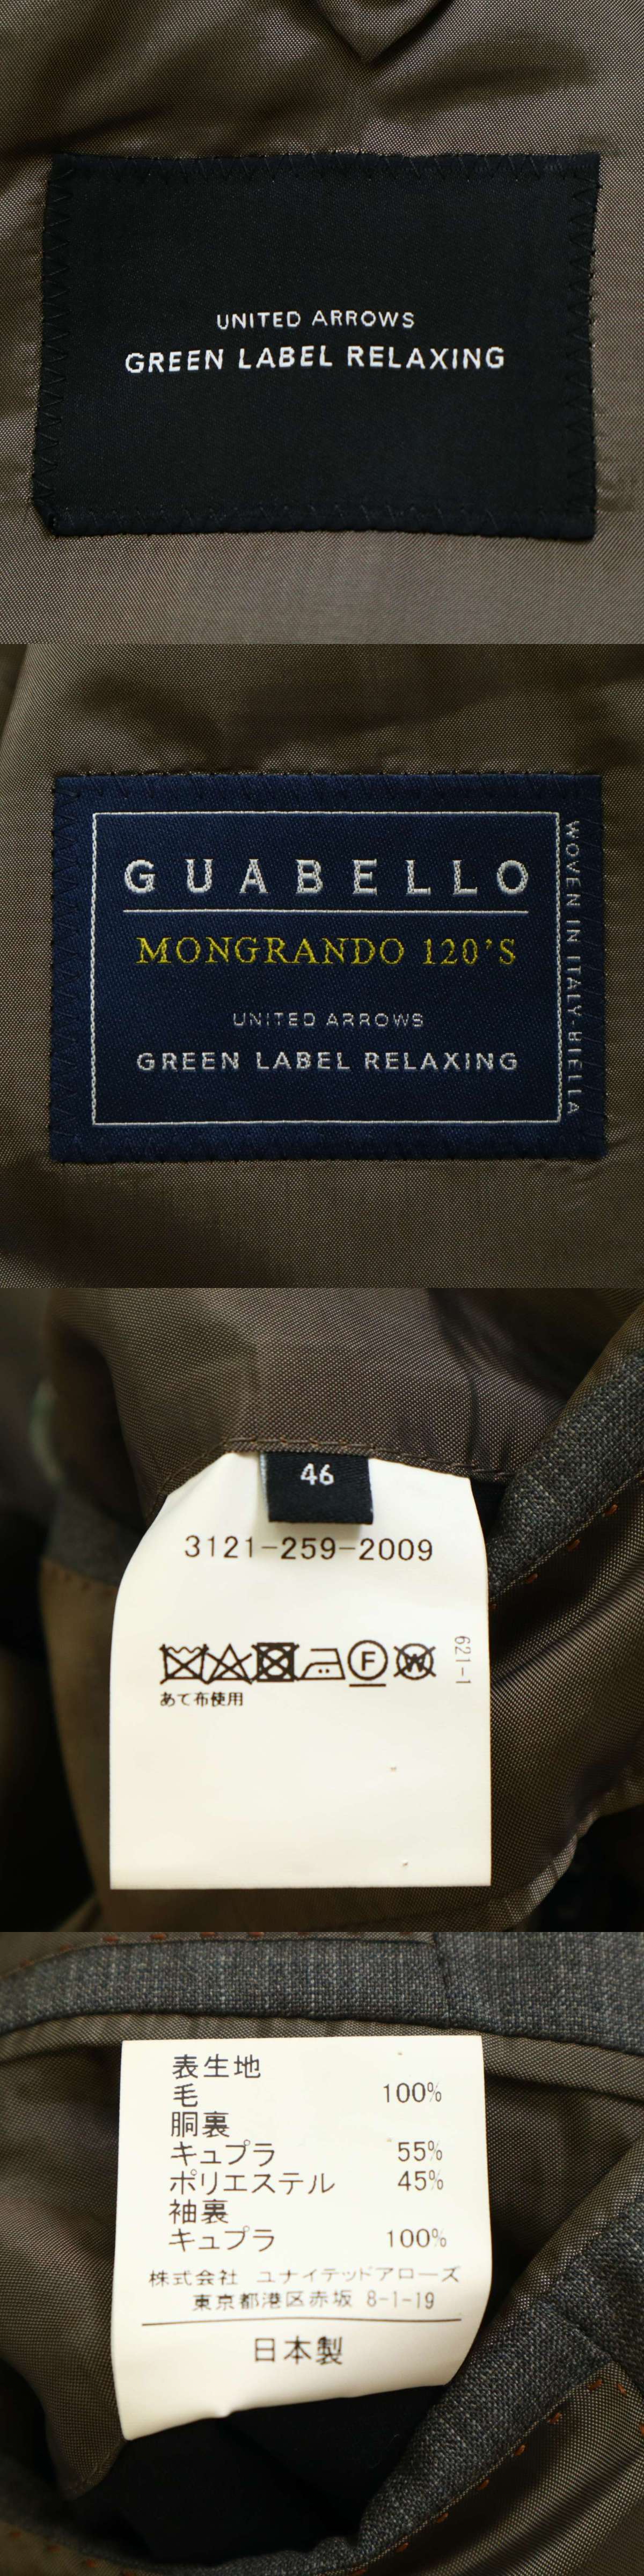 UNITED ARROWS
GREEN LABEL RELAXING
GUABELLO
MONGRANDO 120'S
UNITED ARROWS
GREEN LABEL RELAXING
WOVEN IN ITALY-BIELLA
46
3121-259-2009
F
W
あて布使用
621-1
表生地
毛 100%
胴裏
キュプラ 55%
ポリエステル 45%
袖裏
キュプラ 100%
株式会社 ユナイテッドアローズ
東京都港区赤坂 8-1-19
日本製